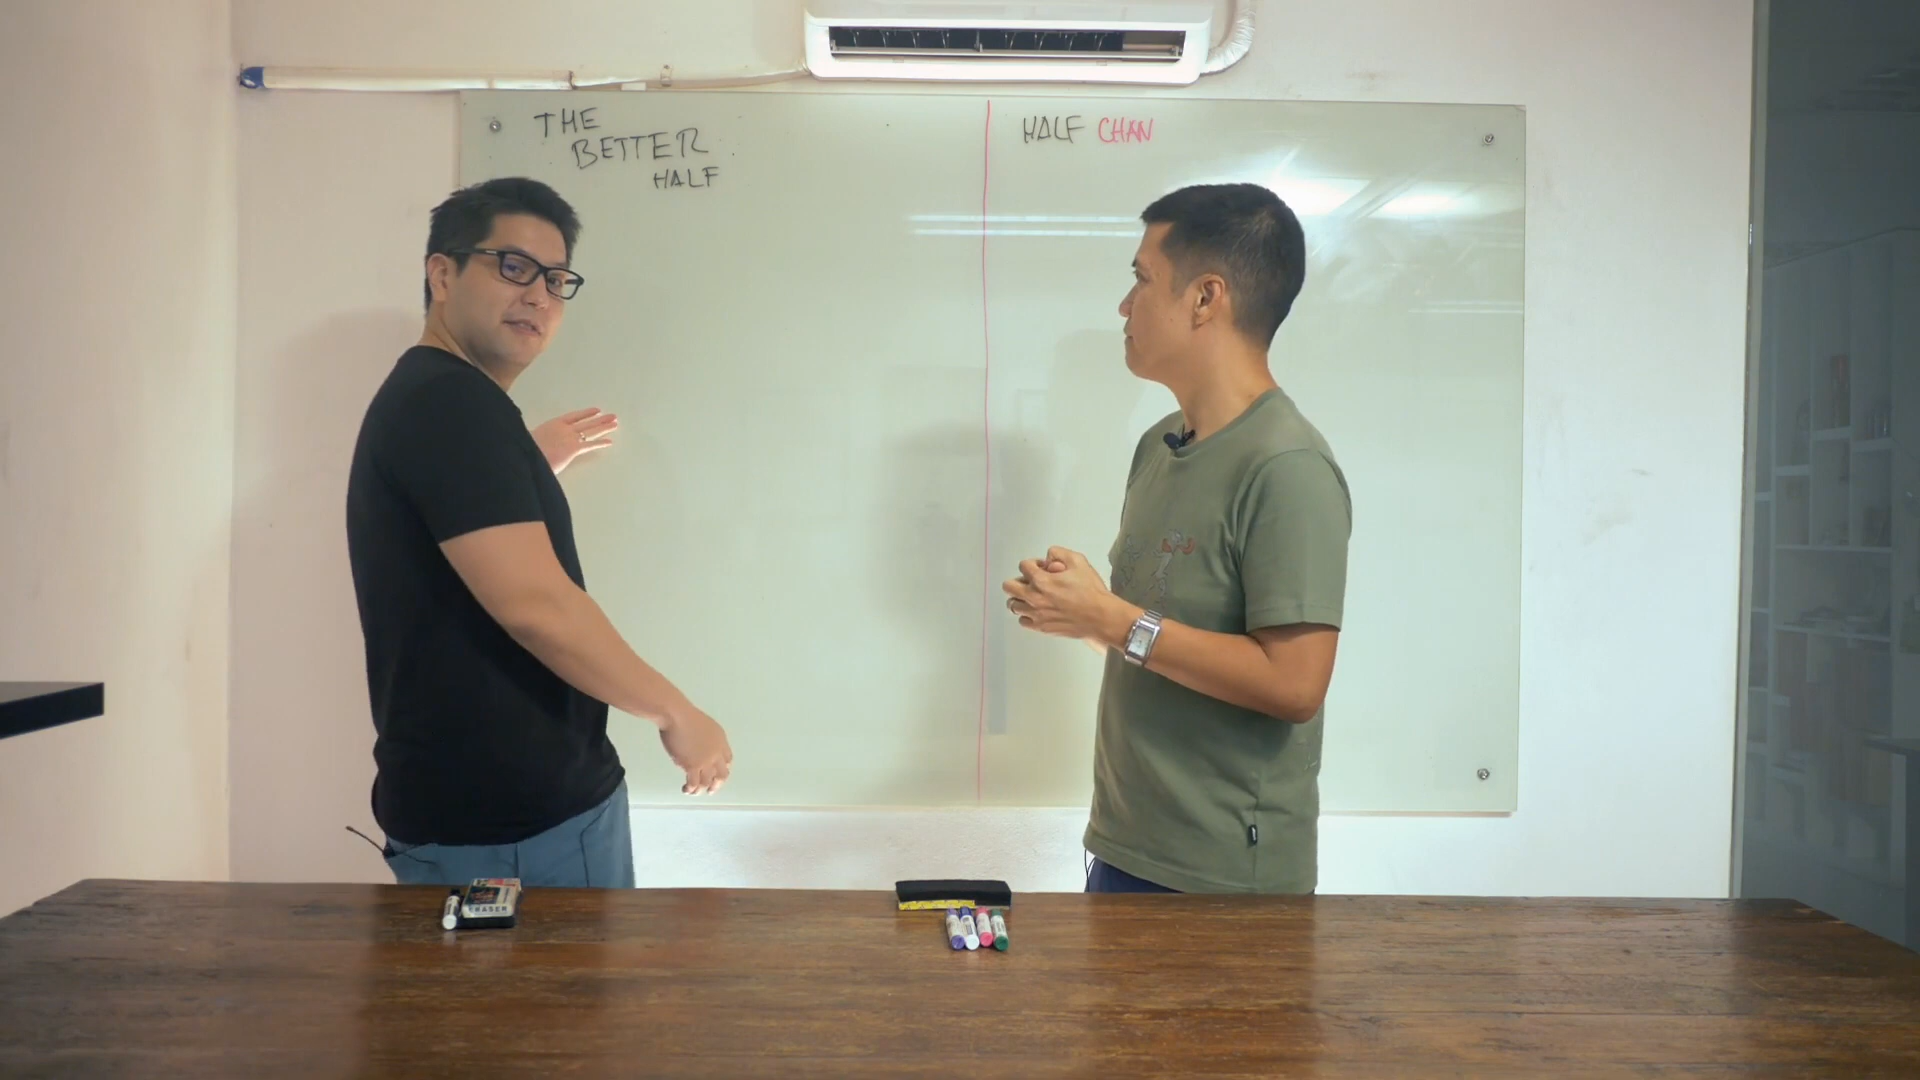 THE
BETTER
HALF
HALF CHAN
ERASER